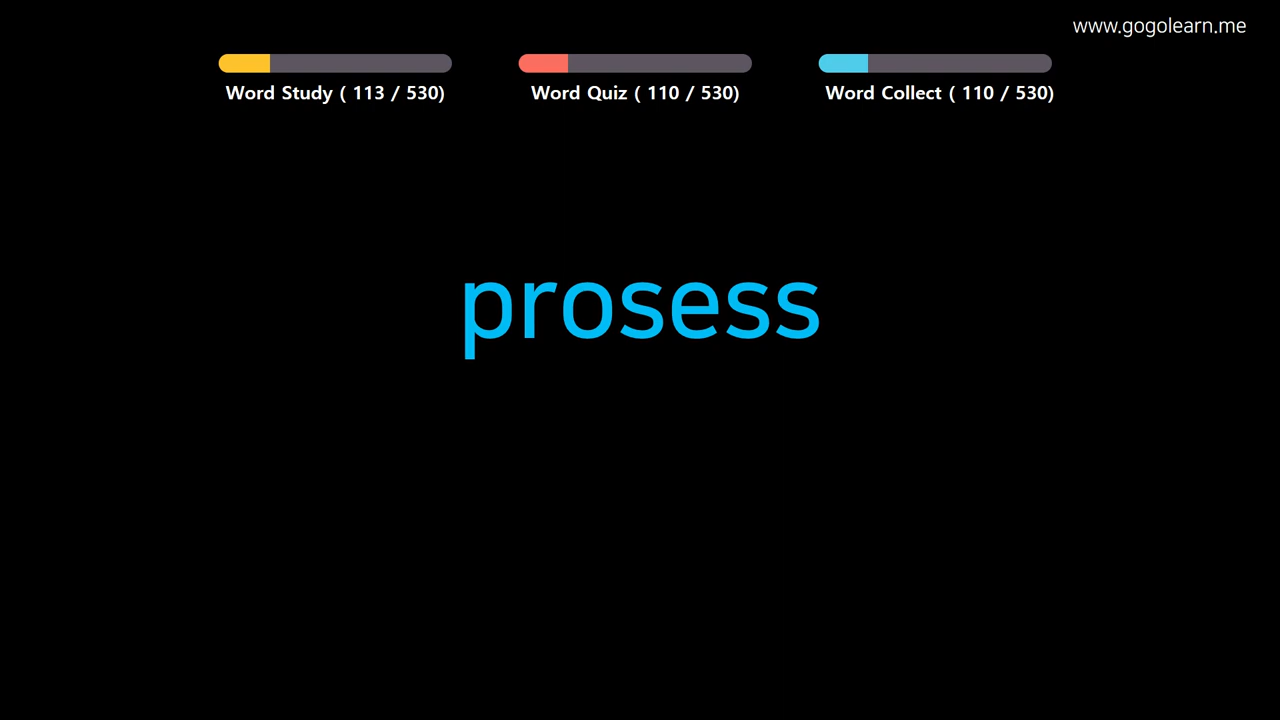 www.gogolearn.me
Word Study ( 113 / 530)
Word Quiz ( 110 / 530)
Word Collect ( 110 / 530)
prosess